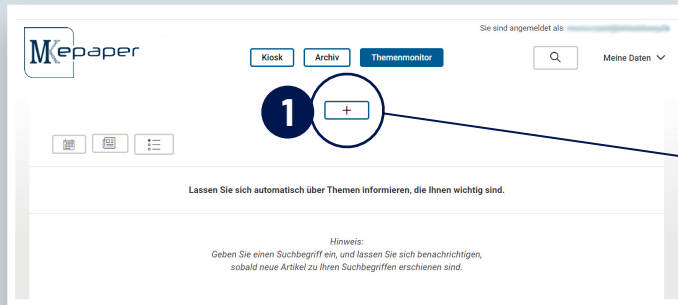 Sie sind angemeldet als:
MK epaper
Kiosk
Archiv
Themenmonitor
Meine Daten
1
+
Lassen Sie sich automatisch über Themen informieren, die Ihnen wichtig sind.
Hinweis:
Geben Sie einen Suchbegriff ein, und lassen Sie sich benachrichtigen,
sobald neue Artikel zu Ihren Suchbegriffen erschienen sind.